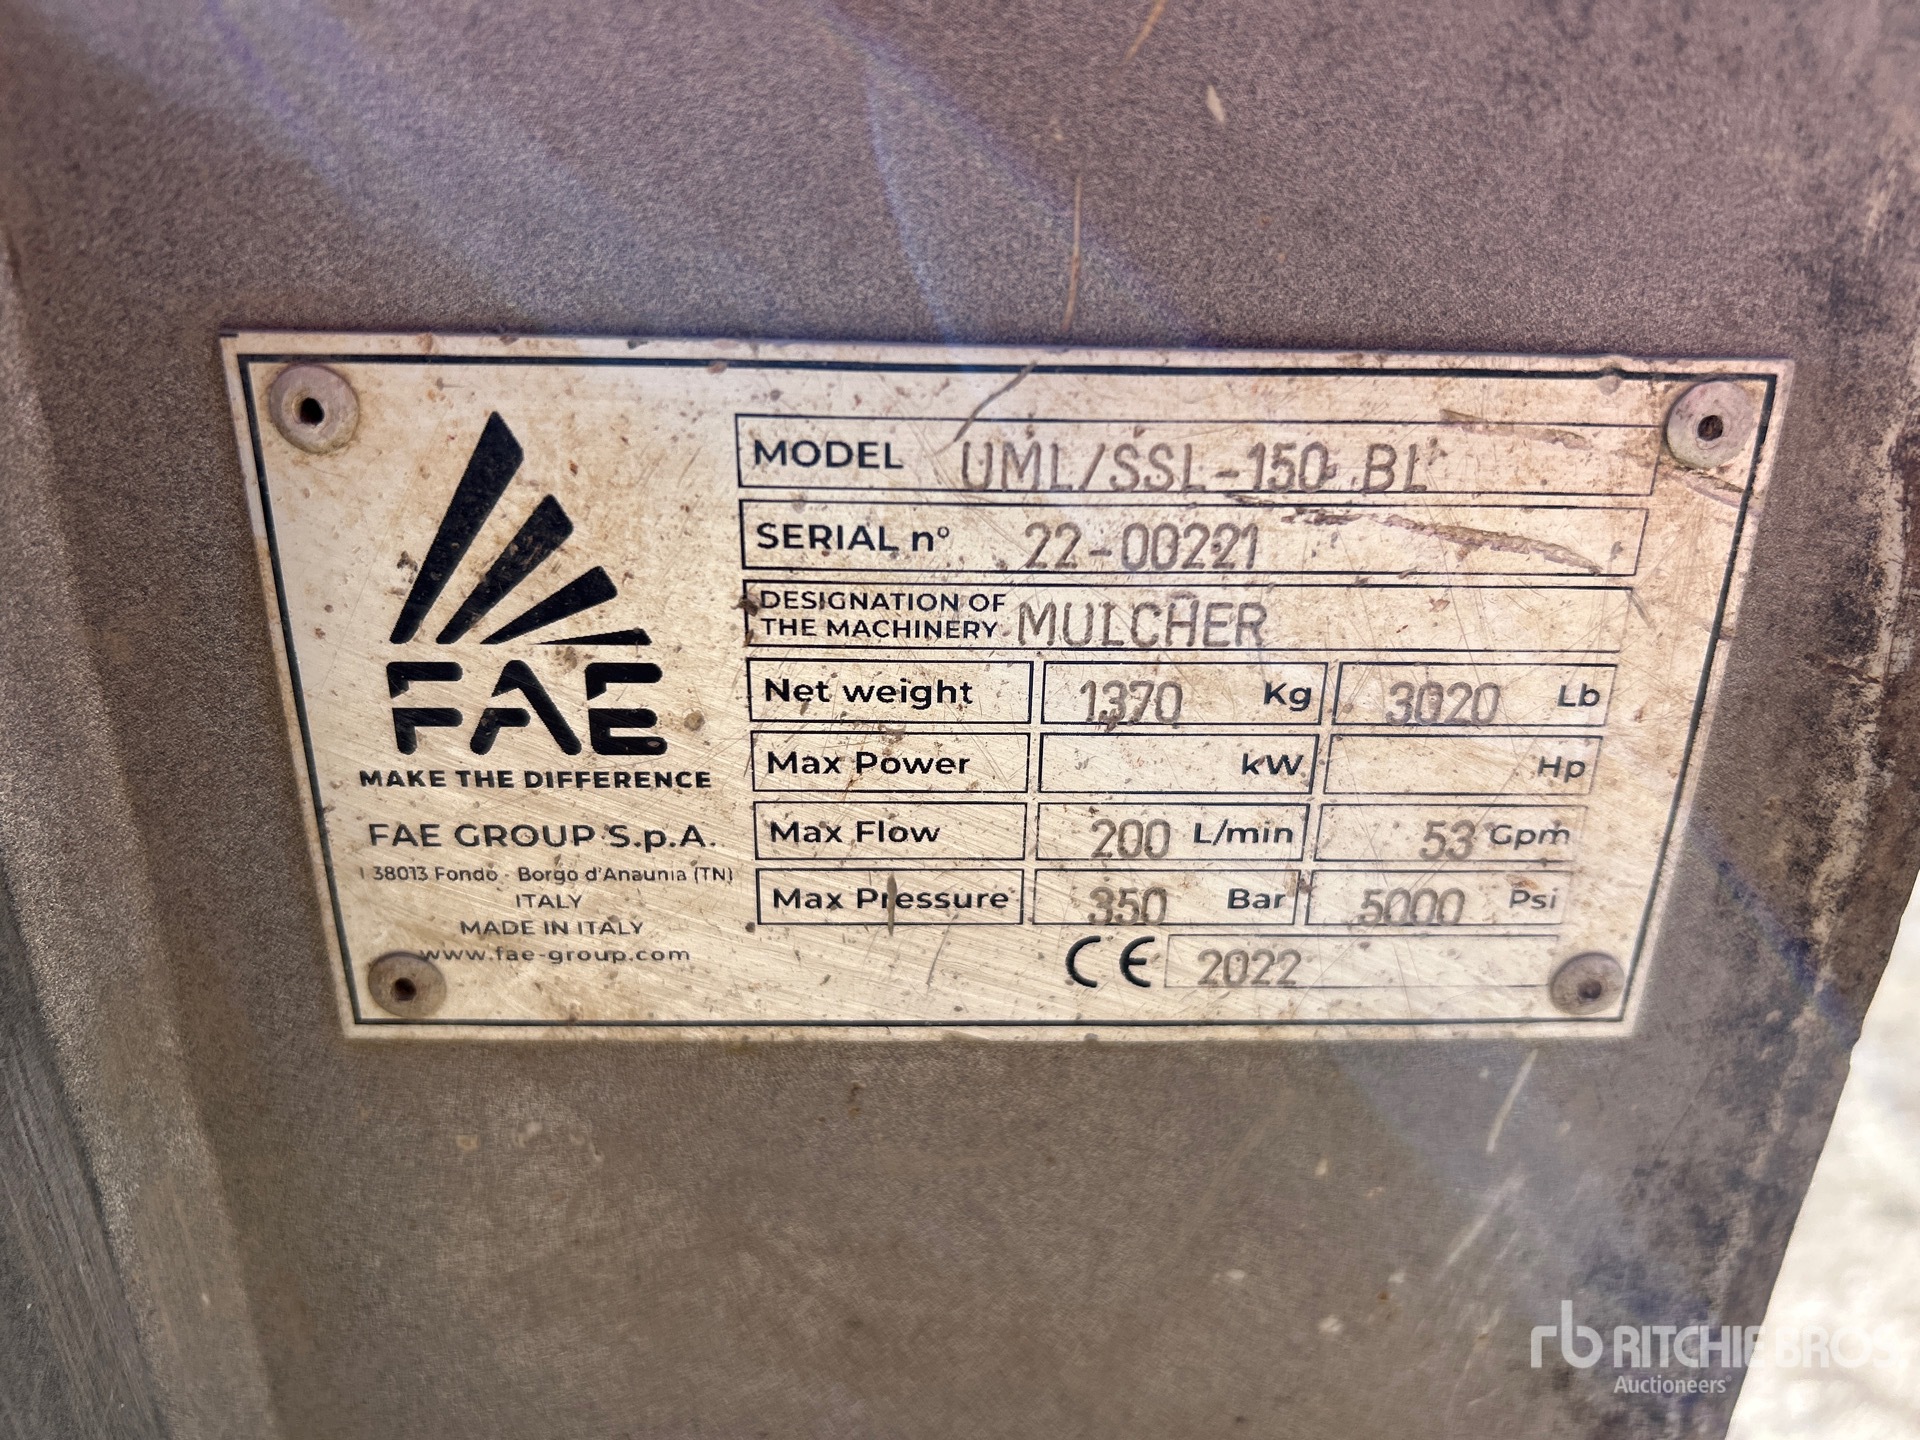 FAE
MAKE THE DIFFERENCE
FAE GROUP S.p.A.
I 38013 Fondo - Borgo d'Anaunia (TN)
ITALY
MADE IN ITALY
www.fae-group.com
MODEL UML/SSL-150 BL
SERIAL n° 22-00221
DESIGNATION OF
THE MACHINERY MULCHER
Net weight 1370 Kg 3020 Lb
Max Power kW Hp
Max Flow 200 L/min 53 Gpm
Max Pressure 350 Bar 5000 Psi
CE 2022
rb RITCHIE BROS
Auctioneers